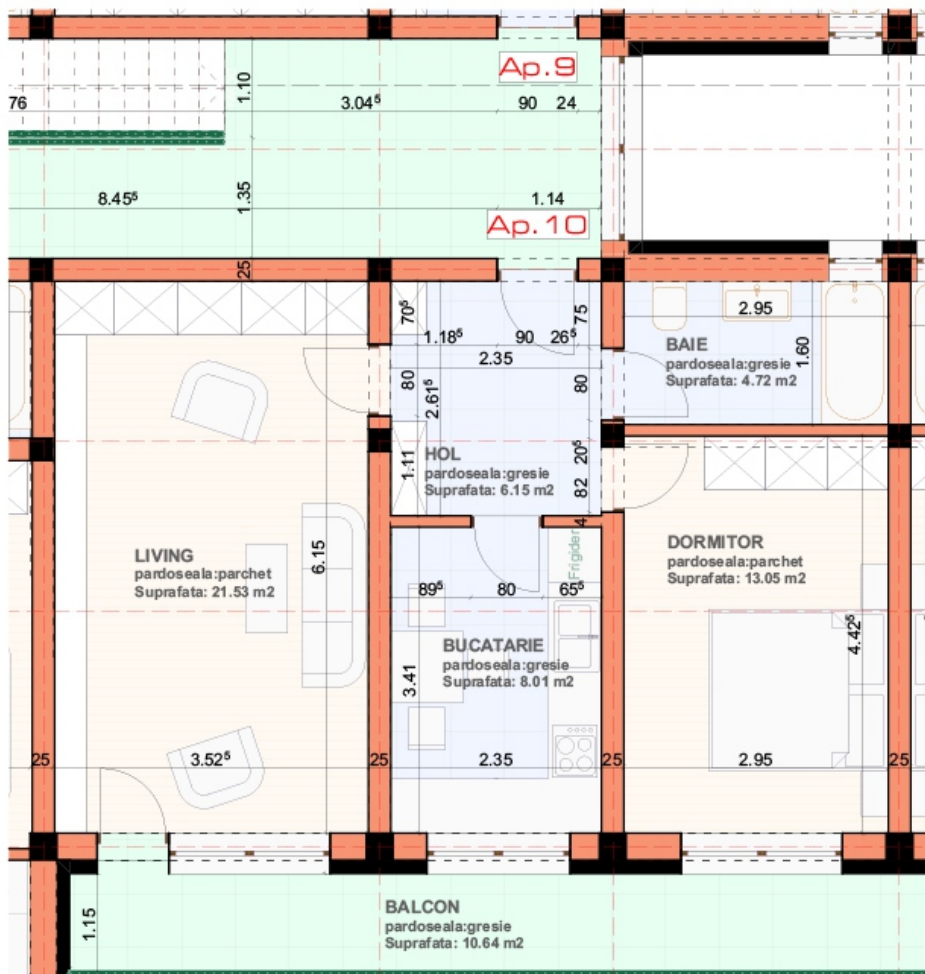 Ap.9
1.10
76
3.04⁵
90
24
8.45⁵
1.35
1.14
Ap.10
25
70⁵
1.18⁵
90
26⁵
75
2.95
2.35
1.60
BAIE
pardoseala:gresie
Suprafata: 4.72 m2
80
2.61⁵
80
HOL
pardoseala:gresie
Suprafata: 6.15 m2
1.11
20⁵
82
4
LIVING
pardoseala:parchet
Suprafata: 21.53 m2
6.15
Frigider
DORMITOR
pardoseala:parchet
Suprafata: 13.05 m2
89⁵
80
65⁵
BUCATARIE
pardoseala:gresie
Suprafata: 8.01 m2
3.41
4.42⁵
25
3.52⁵
25
2.35
25
2.95
25
BALCON
pardoseala:gresie
Suprafata: 10.64 m2
1.15